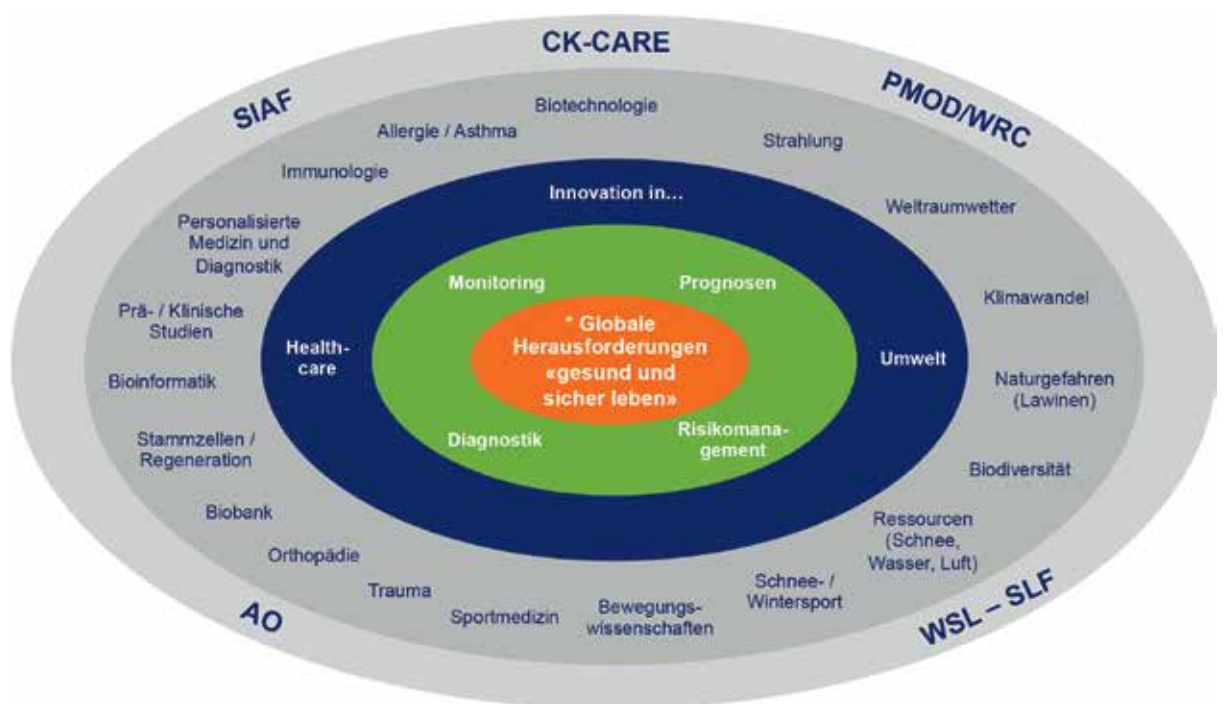 CK-CARE
SIAF
PMOD/WRC
AO
WSL – SLF
Biotechnologie
Allergie / Asthma
Immunologie
Personalisierte
Medizin und
Diagnostik
Prä- / Klinische
Studien
Bioinformatik
Stammzellen /
Regeneration
Biobank
Orthopädie
Trauma
Sportmedizin
Bewegungs-
wissenschaften
Schnee- /
Wintersport
Ressourcen
(Schnee,
Wasser, Luft)
Biodiversität
Naturgefahren
(Lawinen)
Klimawandel
Weltraumwetter
Strahlung
Innovation in...
Health-
care
Umwelt
Monitoring
Prognosen
Diagnostik
Risikomana-
gement
* Globale
Herausforderungen
«gesund und
sicher leben»